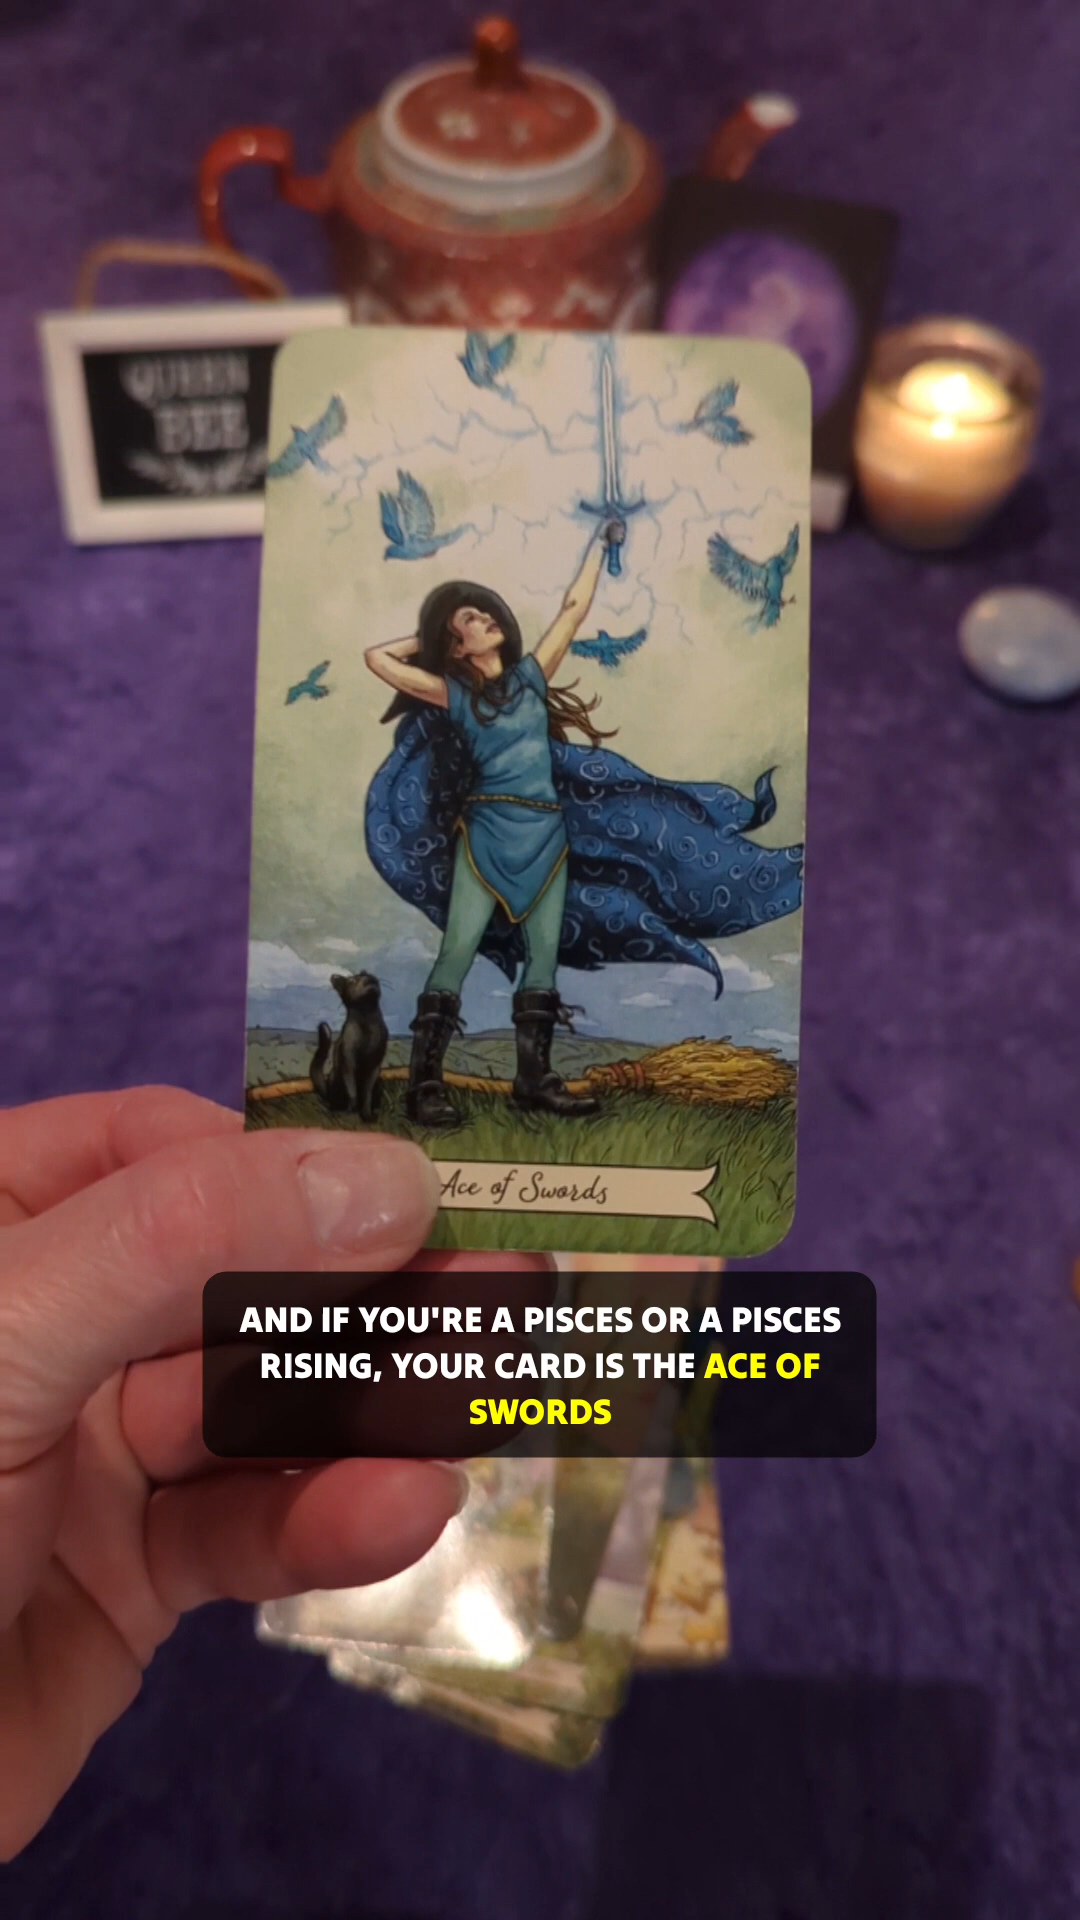 QUEEN
BEE
Ace of Swords
AND IF YOU'RE A PISCES OR A PISCES
RISING, YOUR CARD IS THE ACE OF
SWORDS